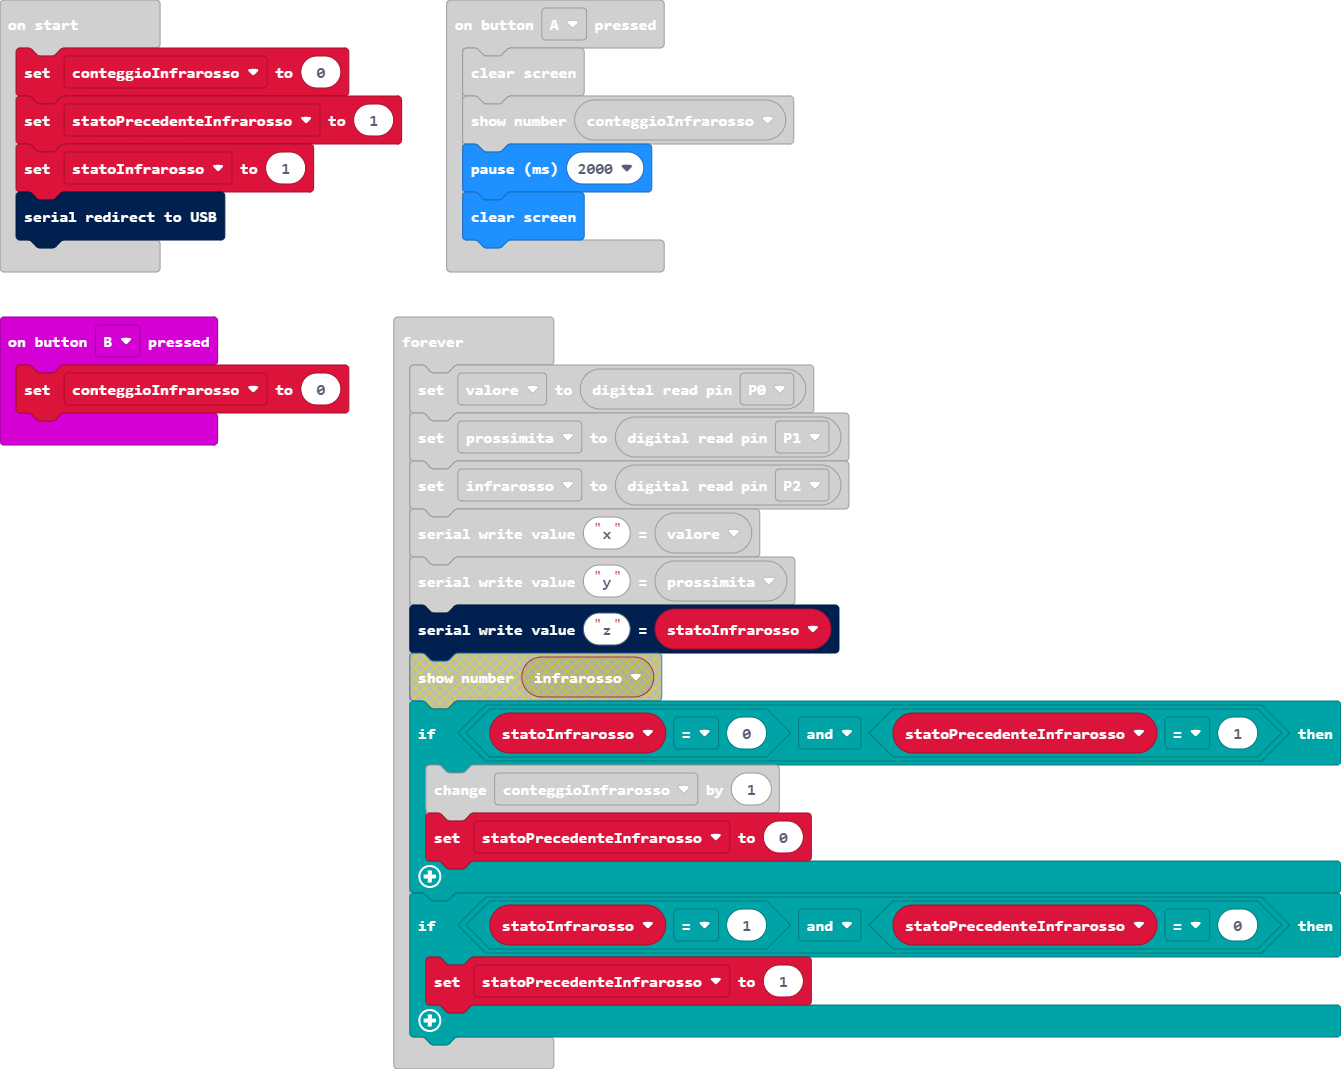 on start
set conteggioInfrarosso to 0
set statoPrecedenteInfrarosso to 1
set statoInfrarosso to 1
serial redirect to USB
on button A pressed
clear screen
show number conteggioInfrarosso
pause (ms) 2000
clear screen
on button B pressed
set conteggioInfrarosso to 0
forever
set valore to digital read pin P0
set prossimita to digital read pin P1
set infrarosso to digital read pin P2
serial write value "x" = valore
serial write value "y" = prossimita
serial write value "z" = statoInfrarosso
show number infrarosso
if statoInfrarosso = 0 and statoPrecedenteInfrarosso = 1 then
change conteggioInfrarosso by 1
set statoPrecedenteInfrarosso to 0
if statoInfrarosso = 1 and statoPrecedenteInfrarosso = 0 then
set statoPrecedenteInfrarosso to 1